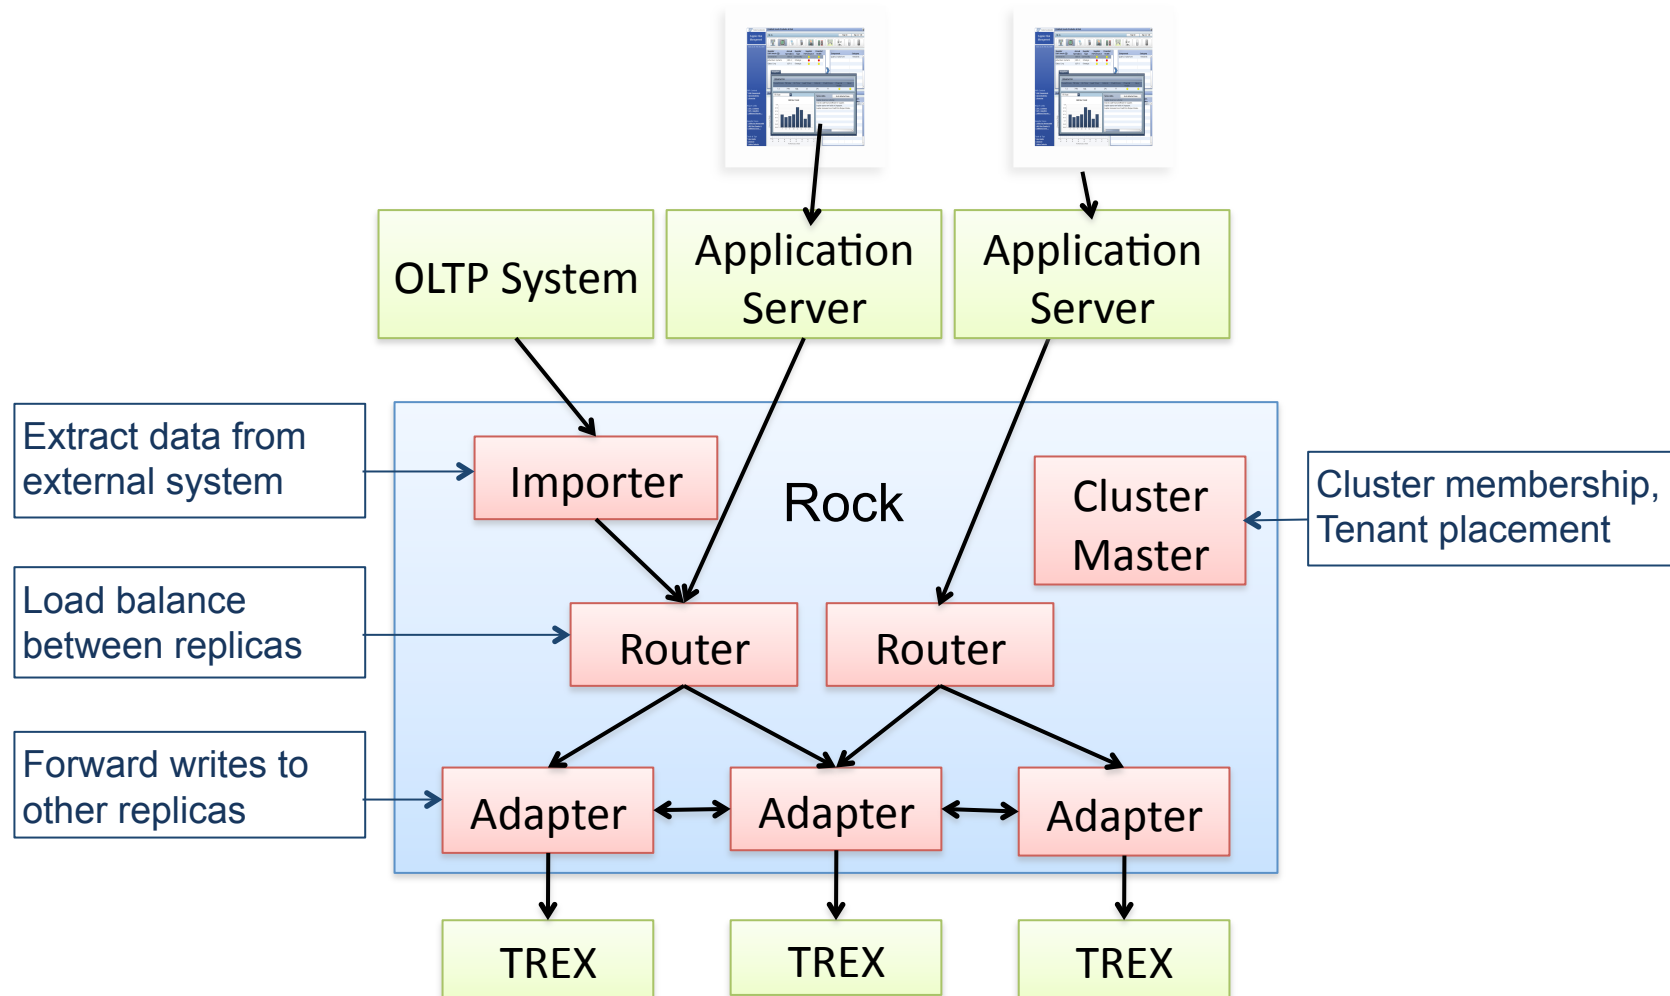 OLTP System
Application
Server
Application
Server
Extract data from
external system
Importer
Rock
Cluster
Master
Cluster membership,
Tenant placement
Load balance
between replicas
Router
Router
Forward writes to
other replicas
Adapter
Adapter
Adapter
TREX
TREX
TREX